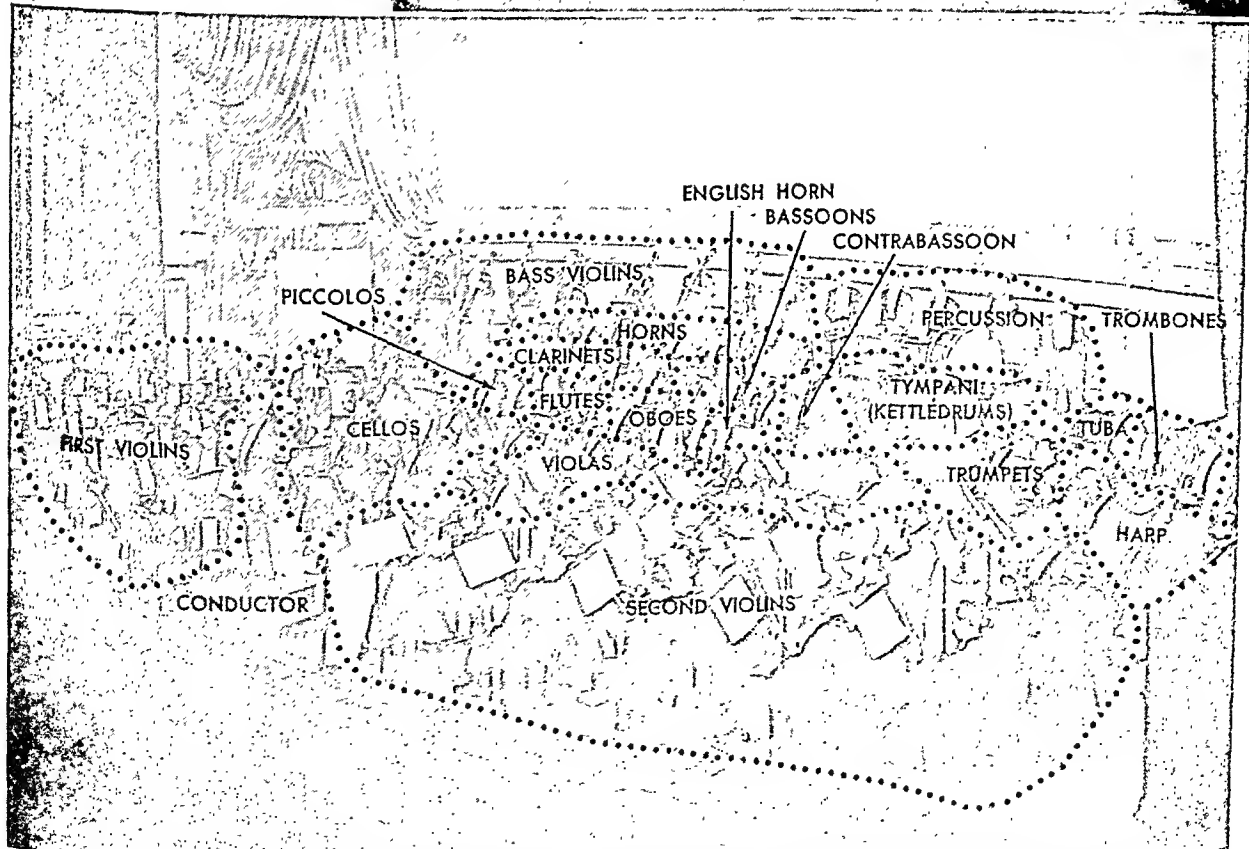 ENGLISH HORN
BASSOONS
CONTRABASSOON
BASS VIOLINS
PICCOLOS
HORNS
PERCUSSION
TROMBONES
CLARINETS
FLUTES
TYMPANI
(KETTLEDRUMS)
OBOES
CELLOS
TUBA
FIRST VIOLINS
VIOLAS
TRUMPETS
HARP
CONDUCTOR
SECOND VIOLINS